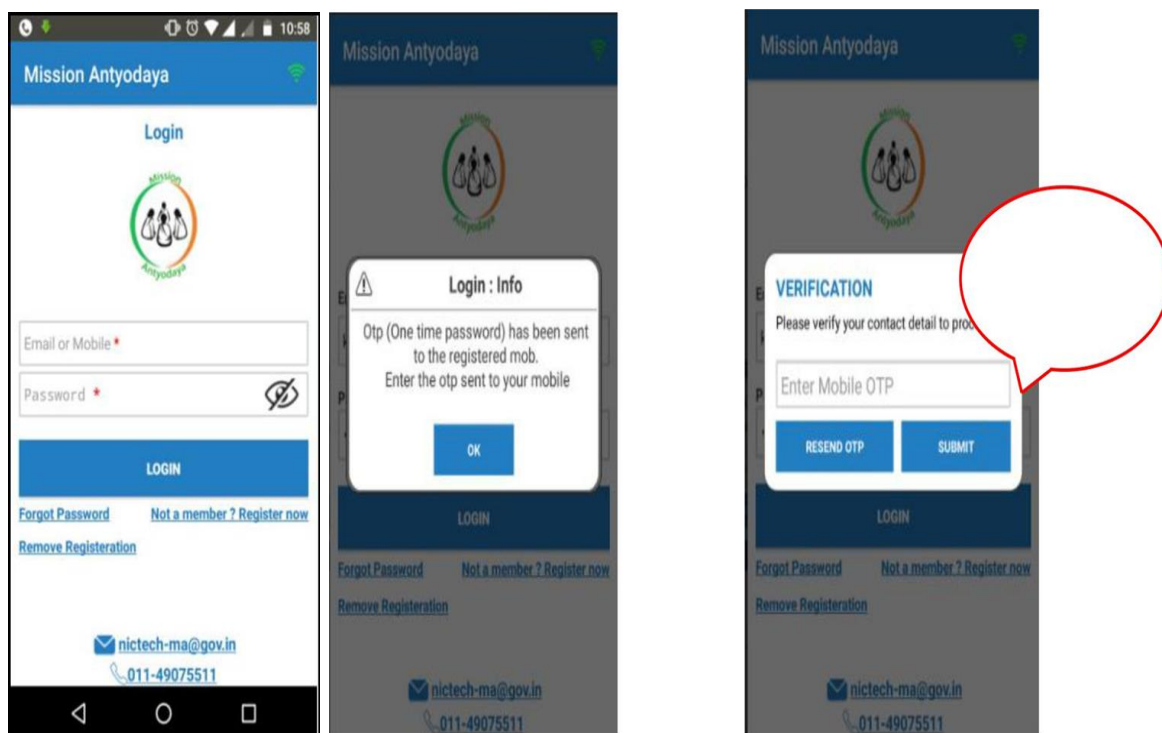 10:58
Mission Antyodaya
Login
Mission
Antyodaya
Email or Mobile *
Password *
LOGIN
Forgot Password Not a member ? Register now
Remove Registeration
nictech-ma@gov.in
011-49075511
Mission Antyodaya
Mission
Antyodaya
Login : Info
Otp (One time password) has been sent
to the registered mob.
Enter the otp sent to your mobile
OK
LOGIN
Forgot Password Not a member ? Register now
Remove Registeration
nictech-ma@gov.in
011-49075511
Mission Antyodaya
Mission
Antyodaya
VERIFICATION
Please verify your contact detail to
Enter Mobile OTP
RESEND OTP SUBMIT
LOGIN
Forgot Password Not a member ? Register now
Remove Registeration
nictech-ma@gov.in
011-49075511